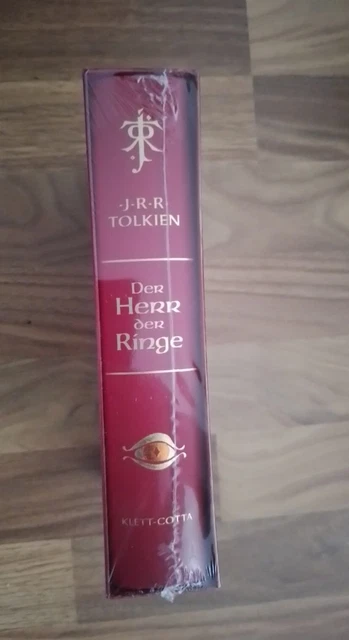 ·J·R·R·
TOLKIEN
Der
Herr
der
Ringe
KLETT-COTTA